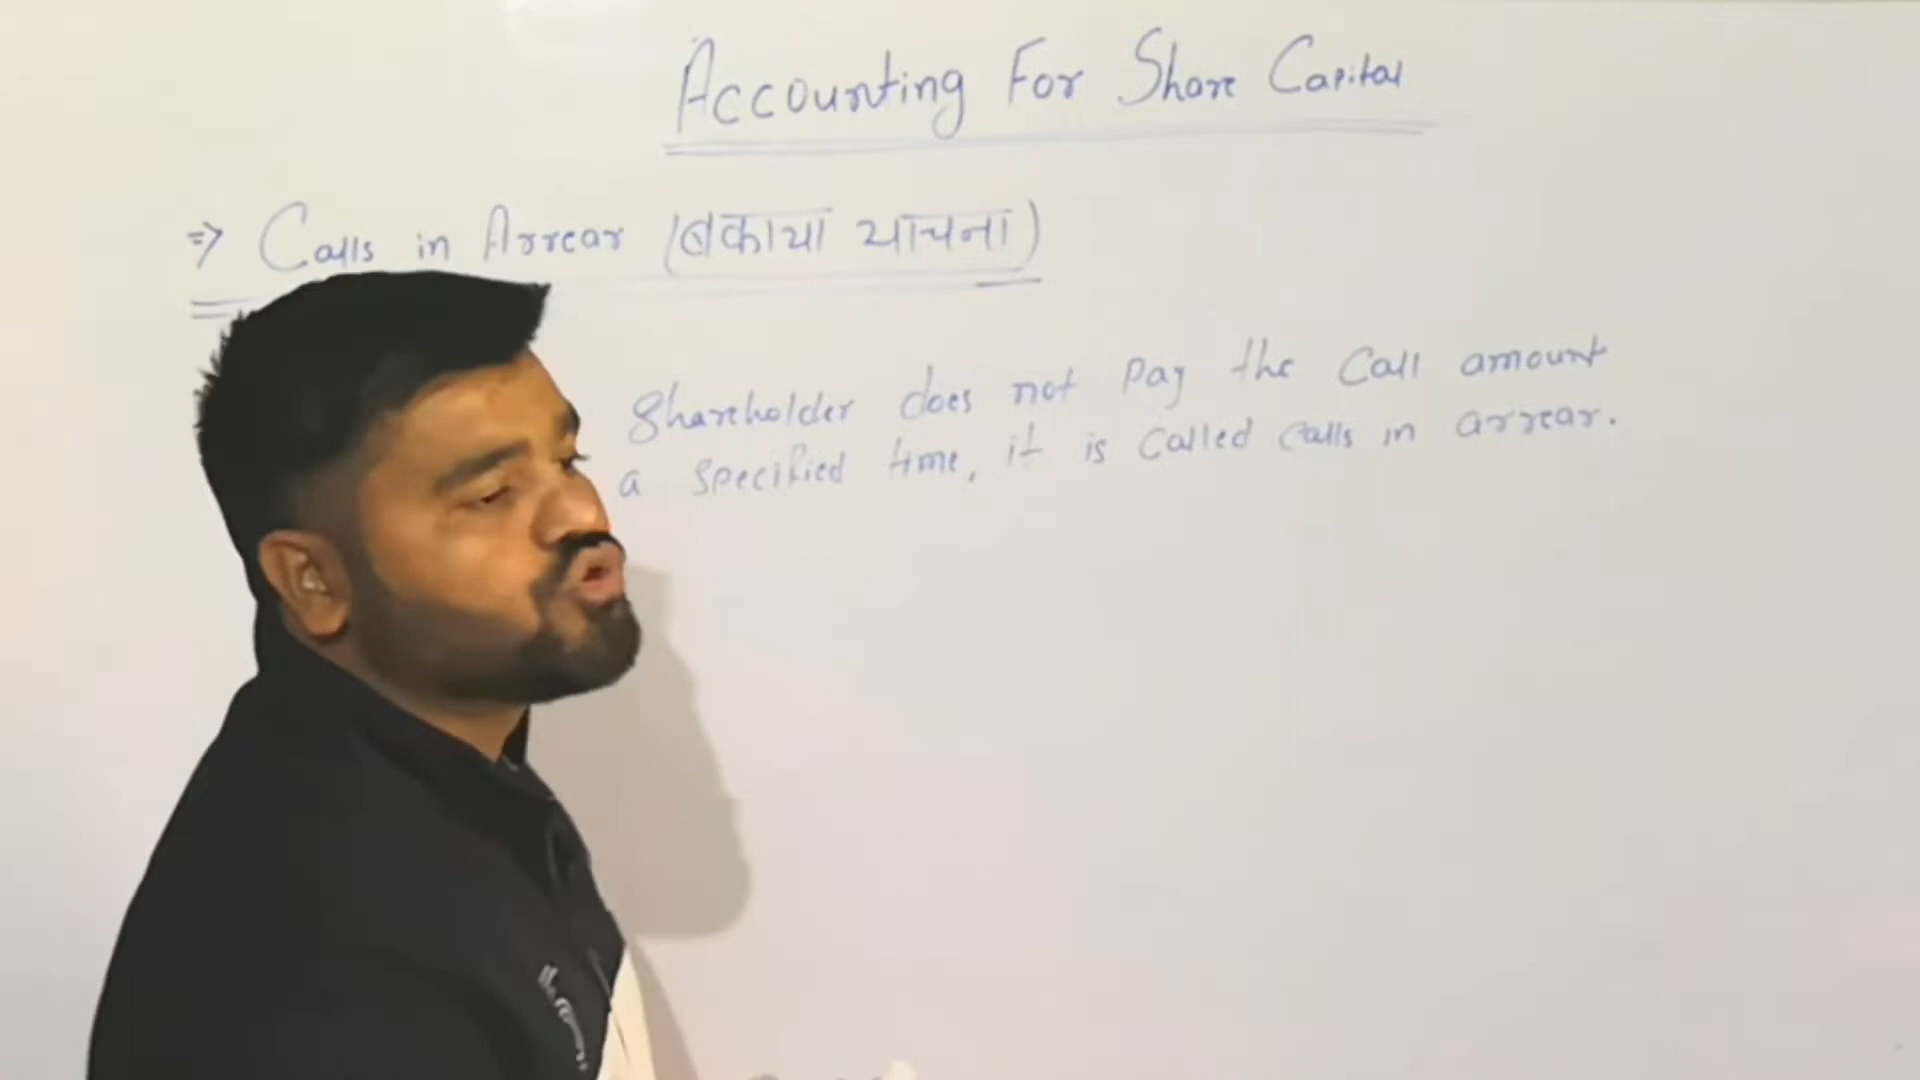 Accounting For Share Capital
=> Calls in Arrear (बकाया याचना)
Shareholder does not Pay the Call amount
a specified time, it is called calls in arrear.